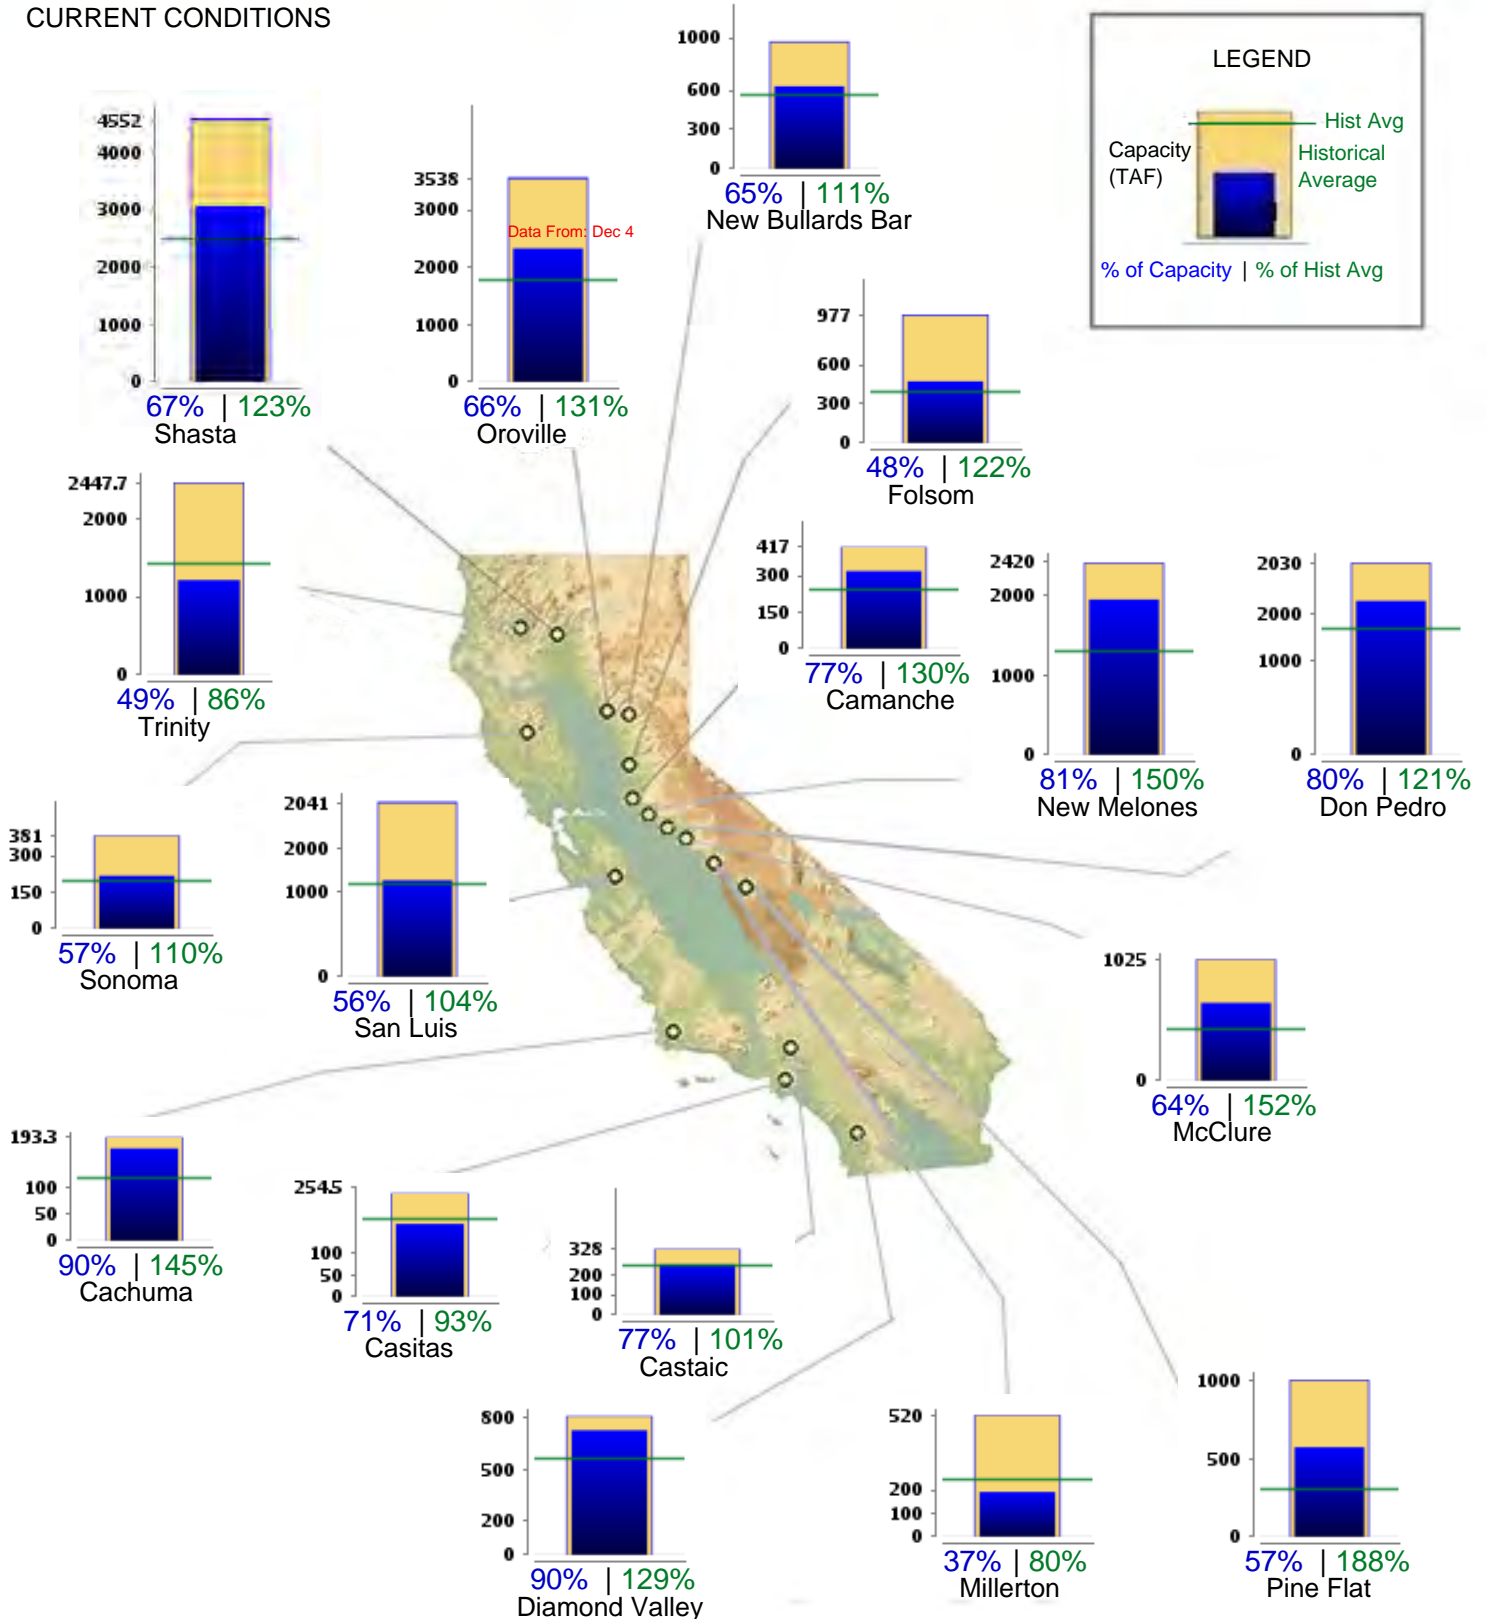 CURRENT CONDITIONS
LEGEND
Hist Avg
Capacity
(TAF)
Historical
Average
% of Capacity | % of Hist Avg
1000
600
300
0
65% | 111%
New Bullards Bar
4552
4000
3000
2000
1000
0
67% | 123%
Shasta
3538
3000
Data From: Dec 4
2000
1000
0
66% | 131%
Oroville
977
600
300
0
48% | 122%
Folsom
2447.7
2000
1000
0
49% | 86%
Trinity
417
300
150
0
77% | 130%
Camanche
2420
2000
1000
0
81% | 150%
New Melones
2030
2000
1000
0
80% | 121%
Don Pedro
381
300
150
0
57% | 110%
Sonoma
2041
2000
1000
0
56% | 104%
San Luis
1025
0
64% | 152%
McClure
193.3
100
50
0
90% | 145%
Cachuma
254.5
100
50
0
71% | 93%
Casitas
328
200
100
0
77% | 101%
Castaic
800
500
200
0
90% | 129%
Diamond Valley
520
200
100
0
37% | 80%
Millerton
1000
500
0
57% | 188%
Pine Flat